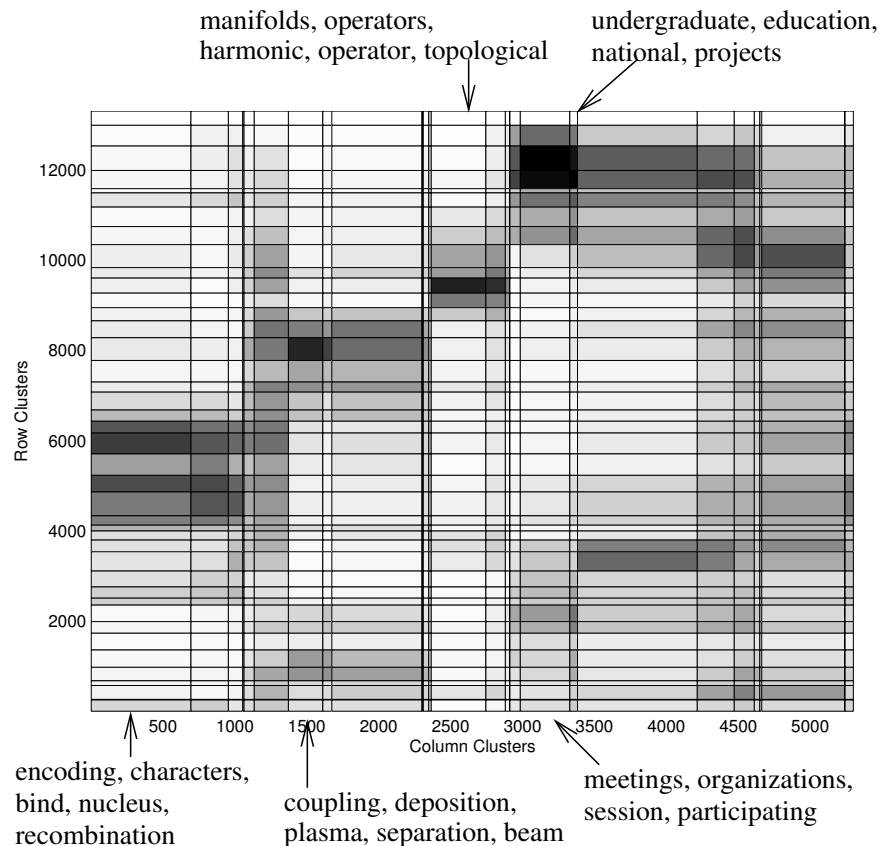 manifolds, operators,
harmonic, operator, topological
undergraduate, education,
national, projects
12000
10000
8000
6000
4000
2000
Row Clusters
500 1000 1500 2000 2500 3000 3500 4000 4500 5000
Column Clusters
encoding, characters,
bind, nucleus,
recombination
coupling, deposition,
plasma, separation, beam
meetings, organizations,
session, participating